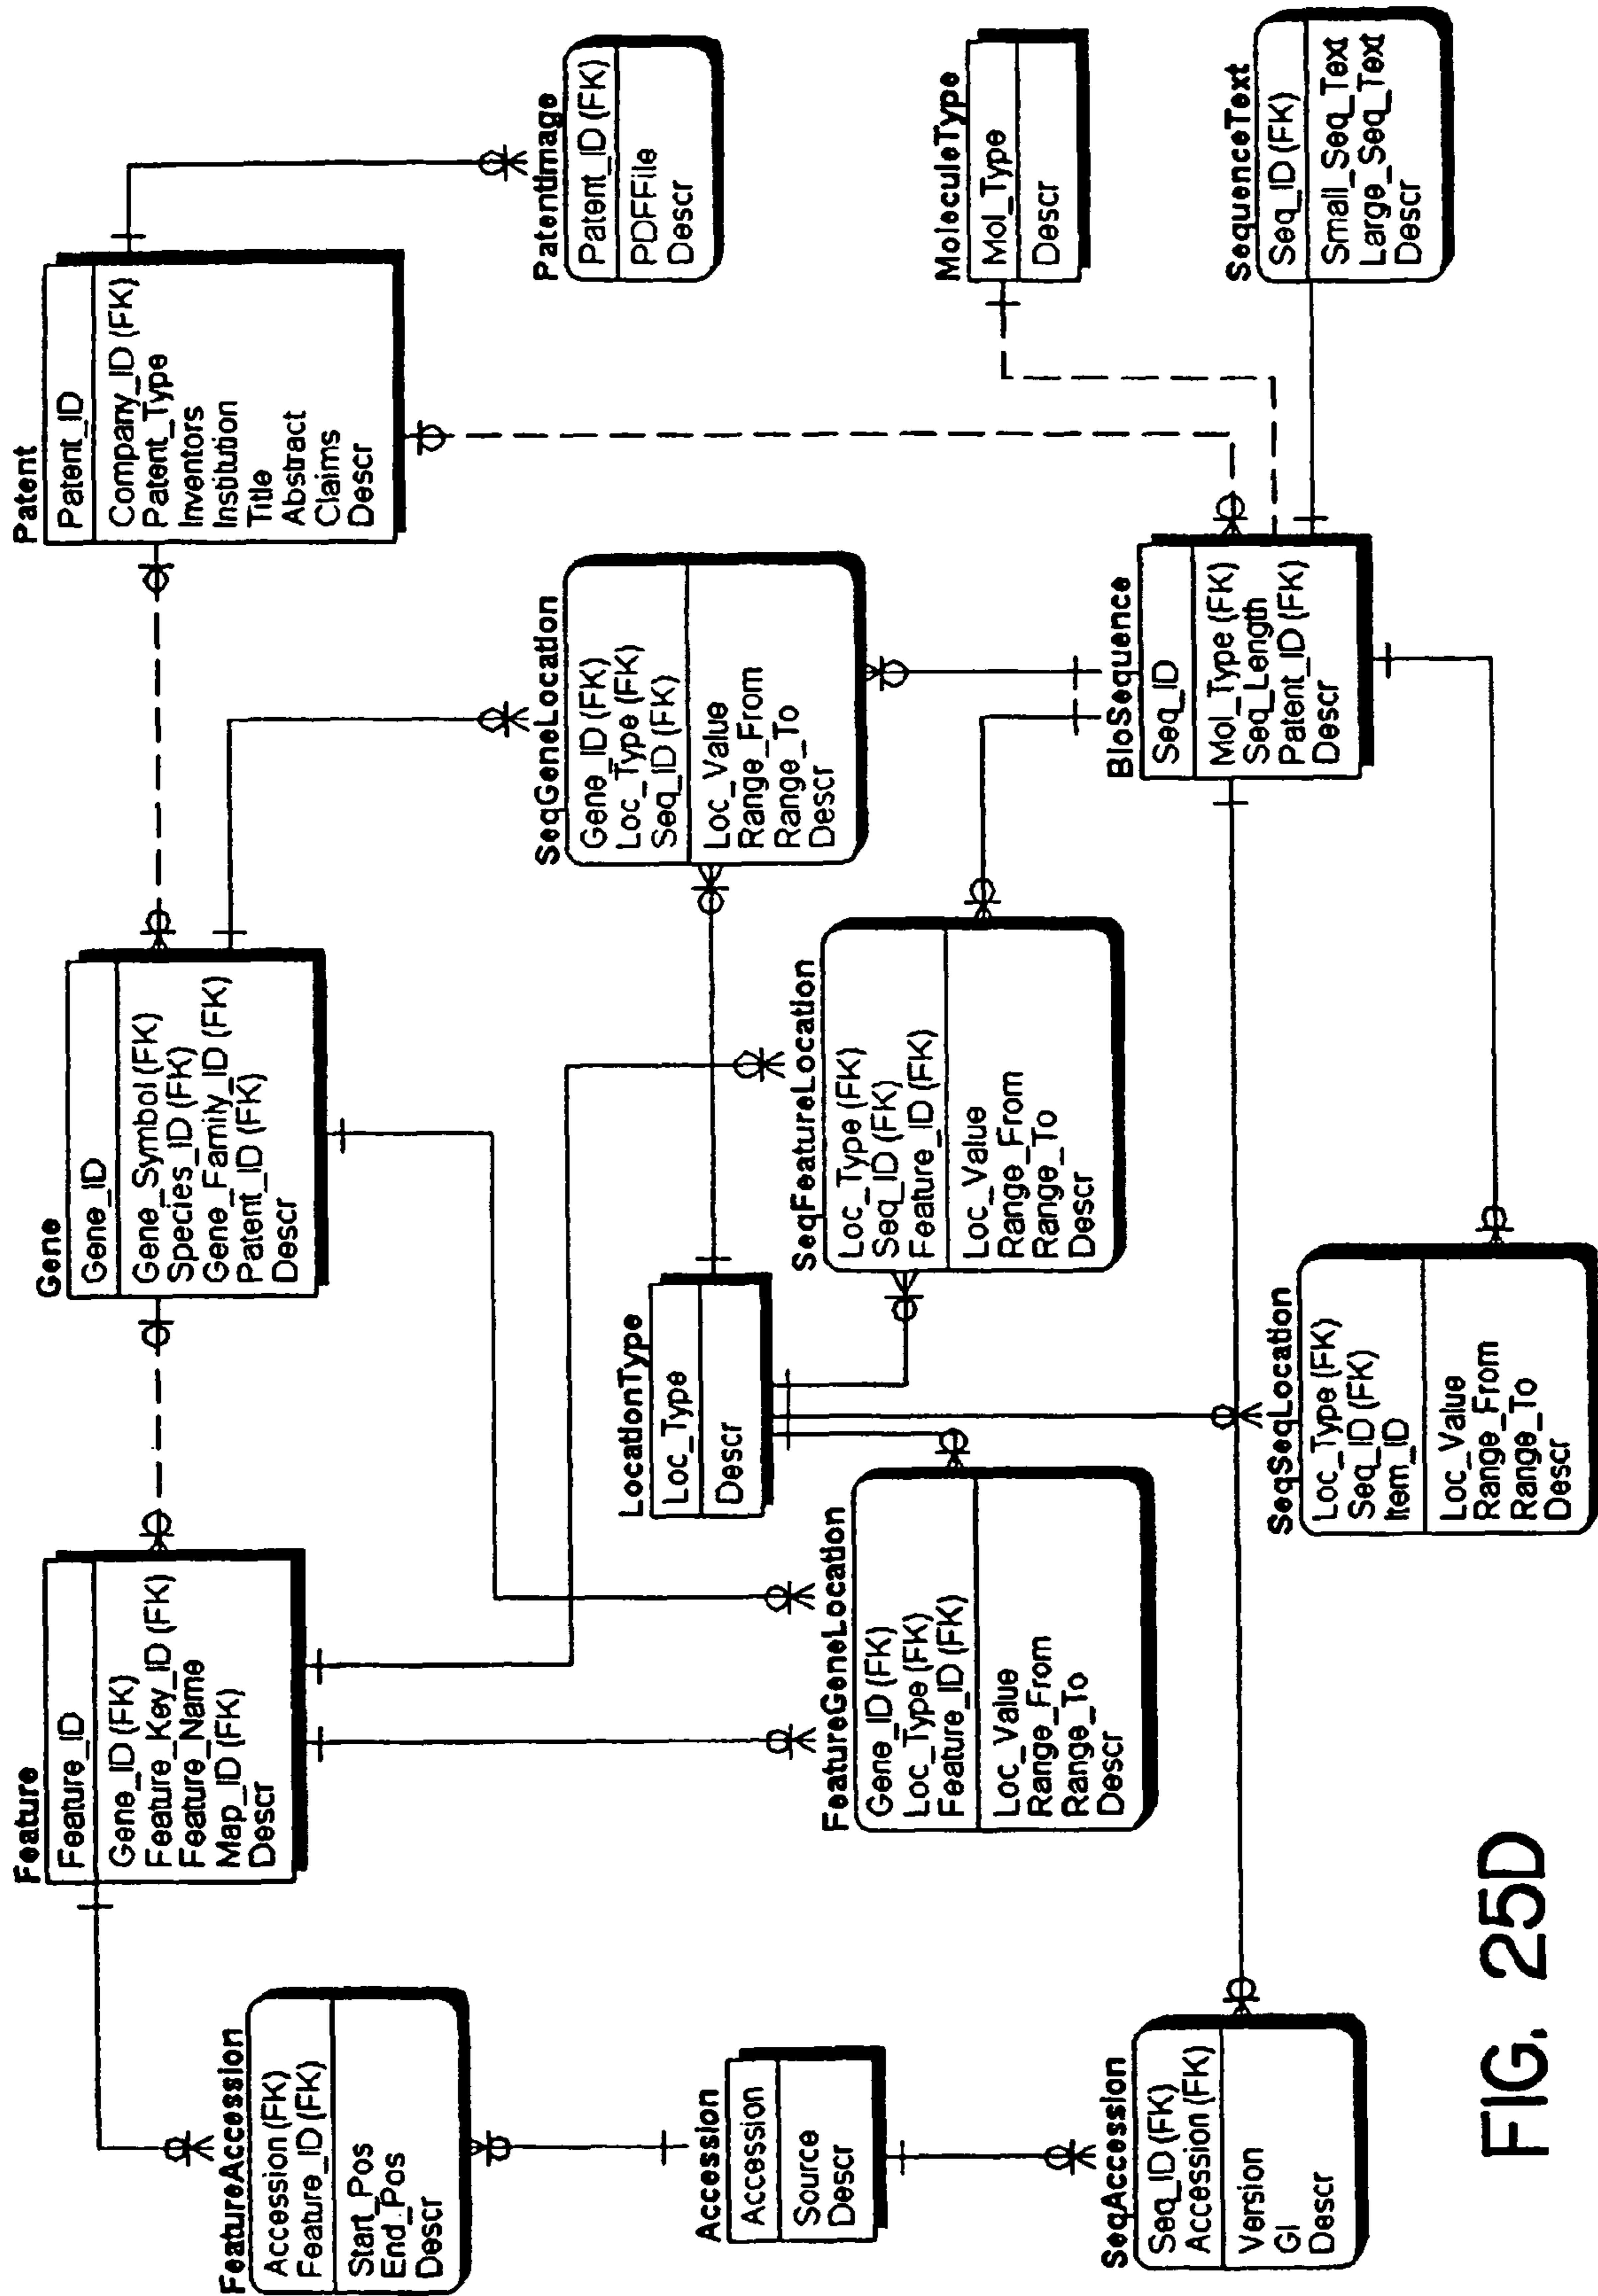 Feature
Feature_ID
Gene_ID (FK)
Feature_Key_ID (FK)
Feature_Name
Map_ID (FK)
Descr
Gene
Gene_ID
Gene_Symbol (FK)
Species_ID (FK)
Gene_Family_ID (FK)
Patent_ID (FK)
Descr
Patent
Patent_ID
Company_ID (FK)
Patent_Type
Inventors
Institution
Title
Abstract
Claims
Descr
FeatureAccession
Accession (FK)
Feature_ID (FK)
Start_Pos
End_Pos
Descr
PatentImage
Patent_ID (FK)
PDFFile
Descr
SeqGeneLocation
Gene_ID (FK)
Loc_Type (FK)
Seq_ID (FK)
Loc_Value
Range_From
Range_To
Descr
LocationType
Loc_Type
Descr
Accession
Accession
Source
Descr
FeatureGeneLocation
Gene_ID (FK)
Loc_Type (FK)
Feature_ID (FK)
Loc_Value
Range_From
Range_To
Descr
SeqFeatureLocation
Loc_Type (FK)
Seq_ID (FK)
Feature_ID (FK)
Loc_Value
Range_From
Range_To
Descr
MoleculeType
Mol_Type
Descr
SeqAccession
Seq_ID (FK)
Accession (FK)
Version
GI
Descr
BioSequence
Seq_ID
Mol_Type (FK)
Seq_Length
Patent_ID (FK)
Descr
SequenceText
Seq_ID (FK)
Small_Seq_Text
Large_Seq_Text
Descr
SeqSeqLocation
Loc_Type (FK)
Seq_ID (FK)
Item_ID
Loc_Value
Range_From
Range_To
Descr
FIG. 25D